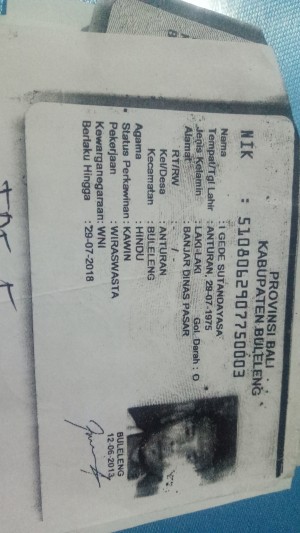 PROVINSI BALI
KABUPATEN BULELENG
NIK : 5108062907750003
Nama : I GEDE SUTANDAYASA
Tempat/Tgl Lahir : ANTURAN, 29-07-1975
Jenis Kelamin : LAKI-LAKI Gol. Darah : O
Alamat : BANJAR DINAS PASAR
RT/RW : / -
Kel/Desa : ANTURAN
Kecamatan : BULELENG
Agama : HINDU
Status Perkawinan : KAWIN
Pekerjaan : WIRASWASTA
Kewarganegaraan: WNI
Berlaku Hingga : 29-07-2018
BULELENG
12-06-2013